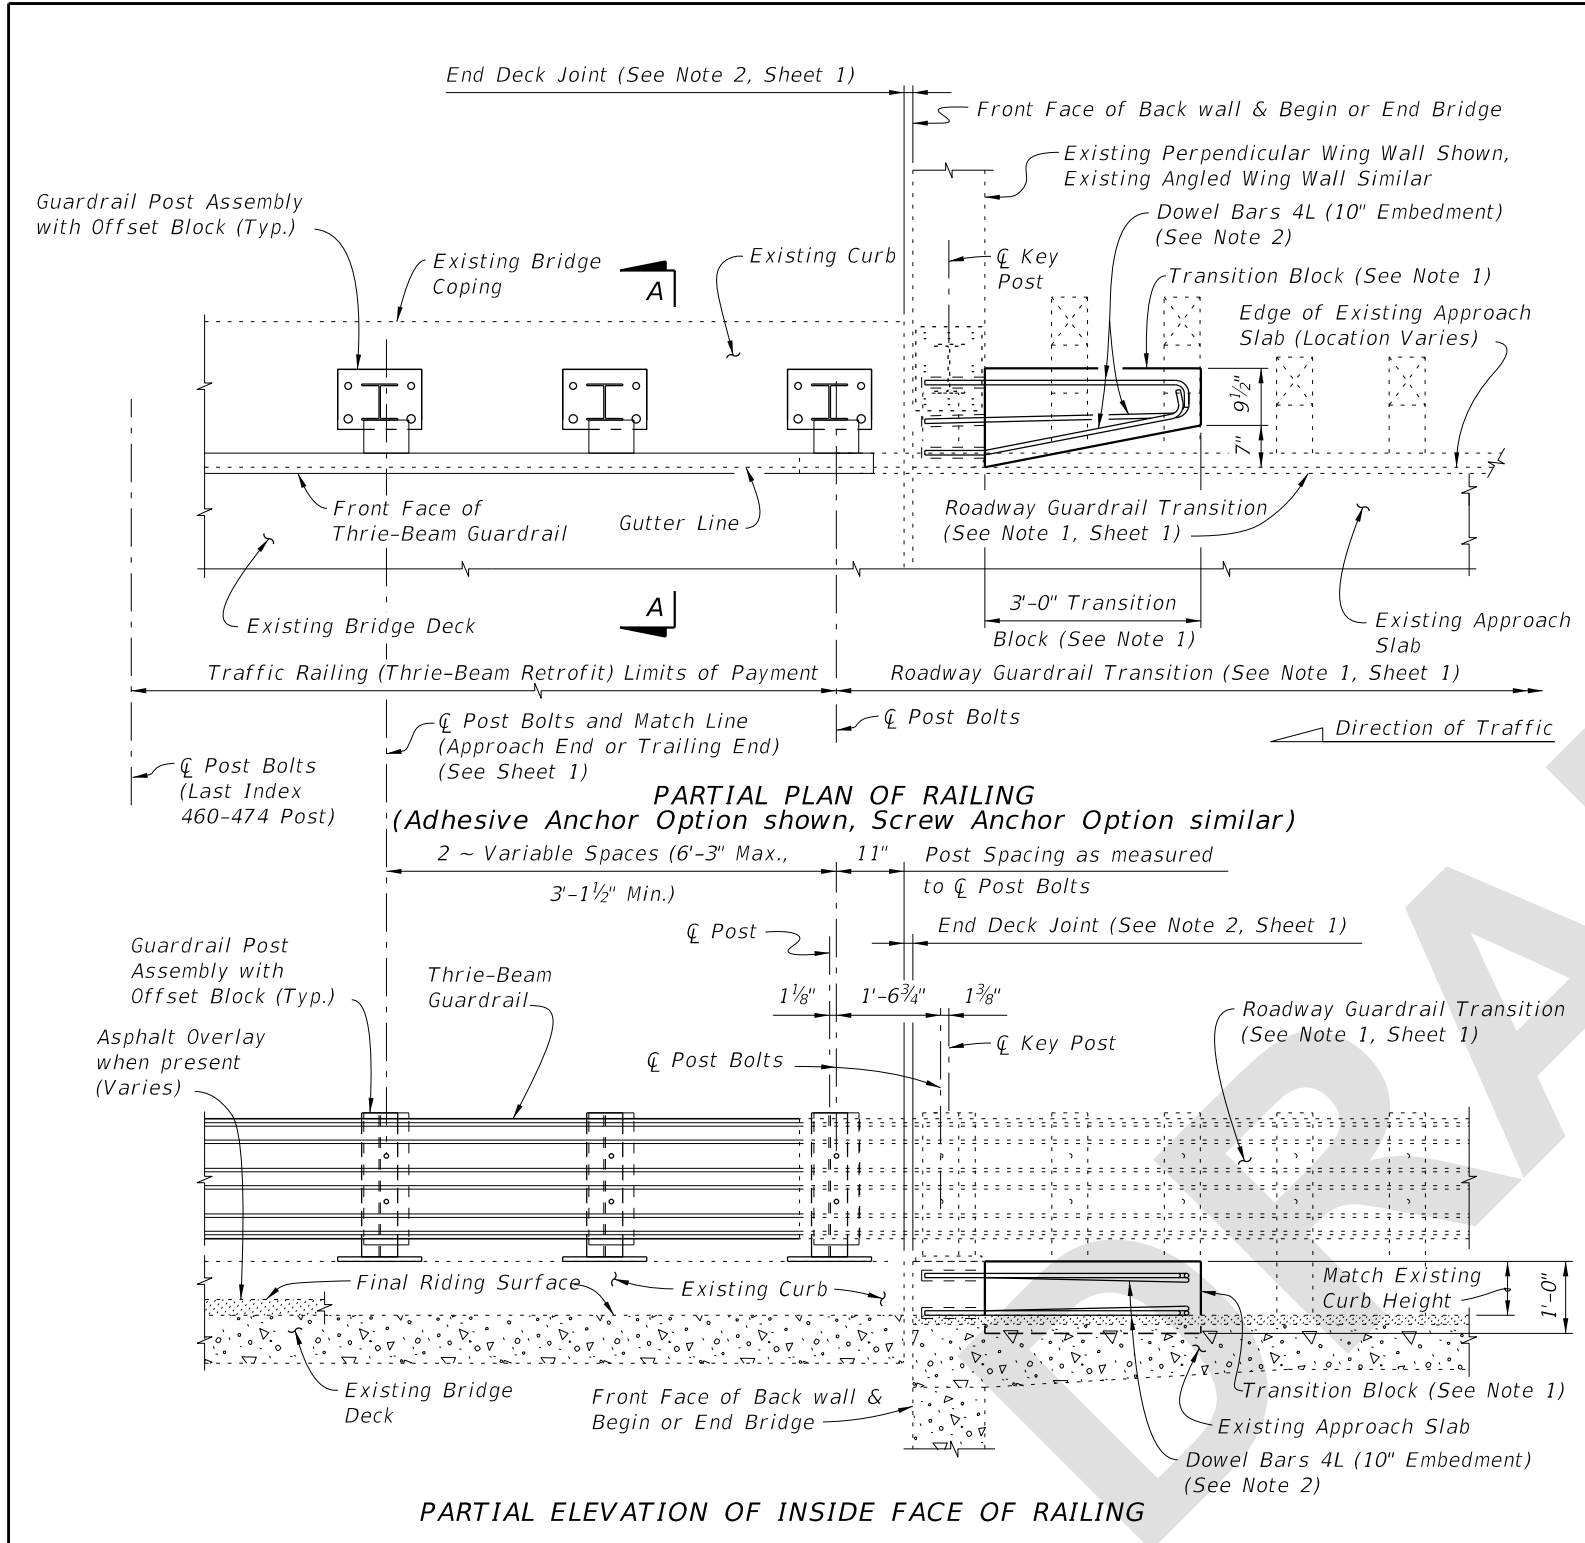 End Deck Joint (See Note 2, Sheet 1)
Front Face of Back wall & Begin or End Bridge
Existing Perpendicular Wing Wall Shown,
Existing Angled Wing Wall Similar
Guardrail Post Assembly
with Offset Block (Typ.)
Dowel Bars 4L (10" Embedment)
(See Note 2)
Existing Bridge
Coping
A
Existing Curb
℄ Key
Post
Transition Block (See Note 1)
Edge of Existing Approach
Slab (Location Varies)
9½"
7"
Front Face of
Thrie-Beam Guardrail
Gutter Line
Roadway Guardrail Transition
(See Note 1, Sheet 1)
A
3'-0" Transition
Block (See Note 1)
Existing Bridge Deck
Existing Approach
Slab
Traffic Railing (Thrie-Beam Retrofit) Limits of Payment
Roadway Guardrail Transition (See Note 1, Sheet 1)
℄ Post Bolts and Match Line
(Approach End or Trailing End)
(See Sheet 1)
℄ Post Bolts
Direction of Traffic
℄ Post Bolts
(Last Index
460-474 Post)
PARTIAL PLAN OF RAILING
(Adhesive Anchor Option shown, Screw Anchor Option similar)
2 ~ Variable Spaces (6'-3" Max.,
3'-1½" Min.)
11"
Post Spacing as measured
to ℄ Post Bolts
End Deck Joint (See Note 2, Sheet 1)
℄ Post
Guardrail Post
Assembly with
Offset Block (Typ.)
Thrie-Beam
Guardrail
1⅛"
1'-6¾"
1⅜"
Roadway Guardrail Transition
(See Note 1, Sheet 1)
Asphalt Overlay
when present
(Varies)
℄ Key Post
℄ Post Bolts
Final Riding Surface
Existing Curb
Match Existing
Curb Height
1'-0"
Existing Bridge
Deck
Front Face of Back wall &
Begin or End Bridge
Transition Block (See Note 1)
Existing Approach Slab
Dowel Bars 4L (10" Embedment)
(See Note 2)
PARTIAL ELEVATION OF INSIDE FACE OF RAILING
DRA